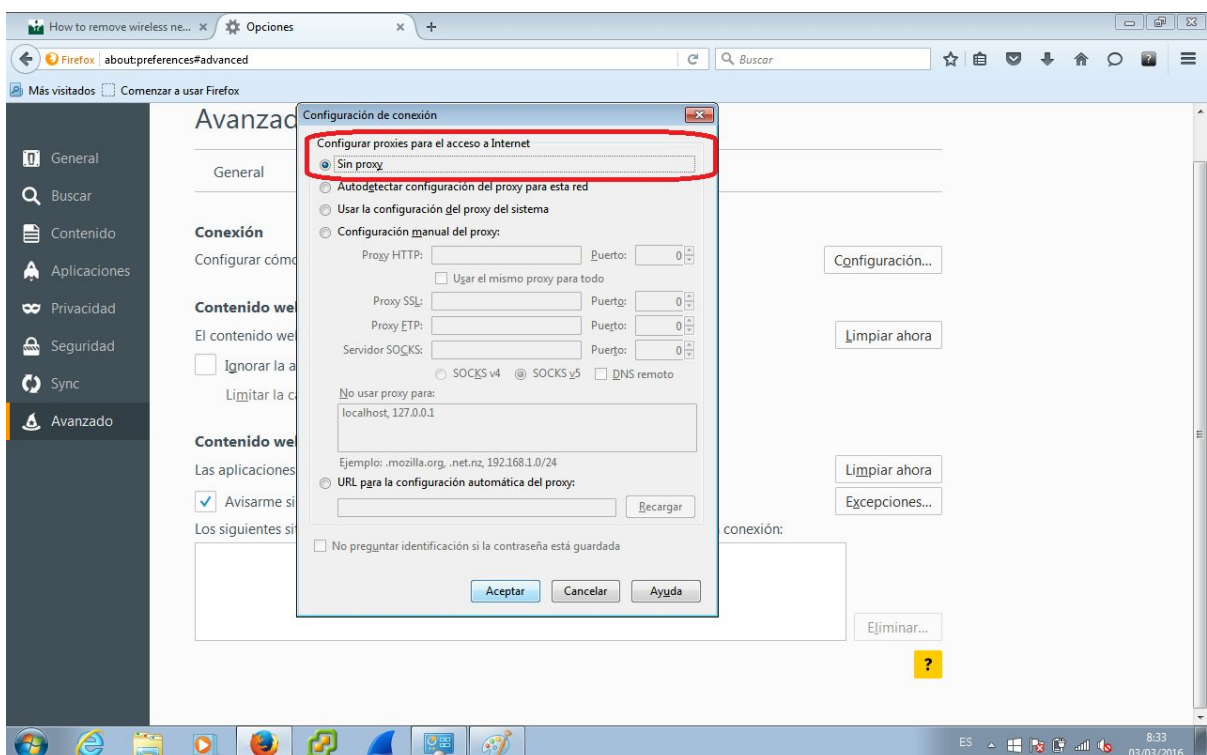 How to remove wireless ne...
Opciones
Firefox about:preferences#advanced
Buscar
Más visitados Comenzar a usar Firefox
Avanzad
General
General
Buscar
Contenido
Aplicaciones
Privacidad
Seguridad
Sync
Avanzado
Conexión
Configurar cómo
Configuración...
Contenido we
El contenido we
Limpiar ahora
Ignorar la a
Limitar la c
Contenido we
Las aplicaciones
Limpiar ahora
Avisarme si
Excepciones...
Los siguientes si
conexión:
Eliminar...
?
Configuración de conexión
Configurar proxies para el acceso a Internet
Sin proxy
Autodetectar configuración del proxy para esta red
Usar la configuración del proxy del sistema
Configuración manual del proxy:
Proxy HTTP: Puerto: 0
Usar el mismo proxy para todo
Proxy SSL: Puerto: 0
Proxy FTP: Puerto: 0
Servidor SOCKS: Puerto: 0
SOCKS v4 SOCKS v5 DNS remoto
No usar proxy para:
localhost, 127.0.0.1
Ejemplo: .mozilla.org, .net.nz, 192.168.1.0/24
URL para la configuración automática del proxy:
Recargar
No preguntar identificación si la contraseña está guardada
Aceptar Cancelar Ayuda
ES
8:33
03/03/2016